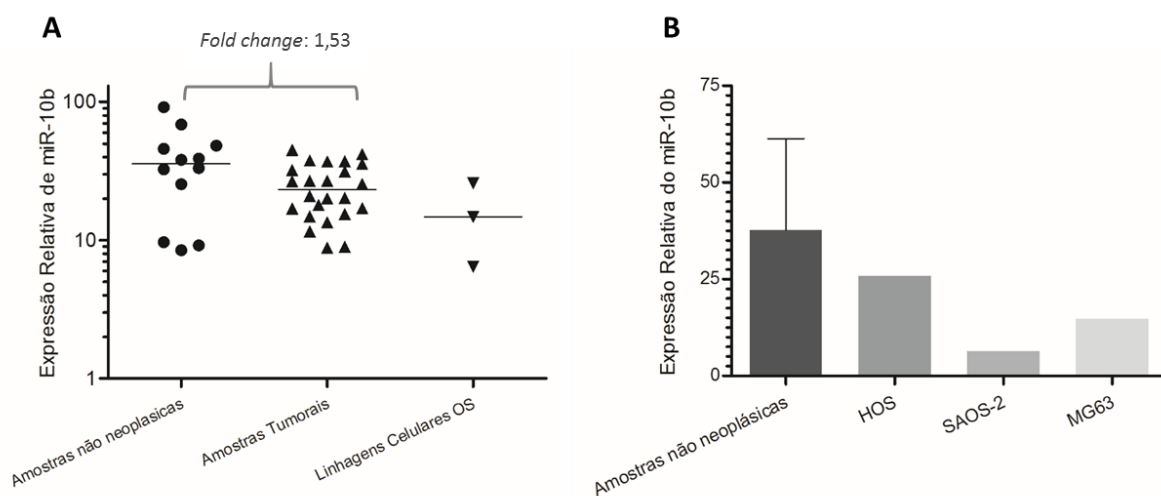 A
Fold change: 1,53
Expressão Relativa de miR-10b
100
10
1
Amostras não neoplasicas
Amostras Tumorais
Linhagens Celulares OS
B
Expressão Relativa do miR-10b
75
50
25
0
Amostras não neoplásicas
HOS
SAOS-2
MG63